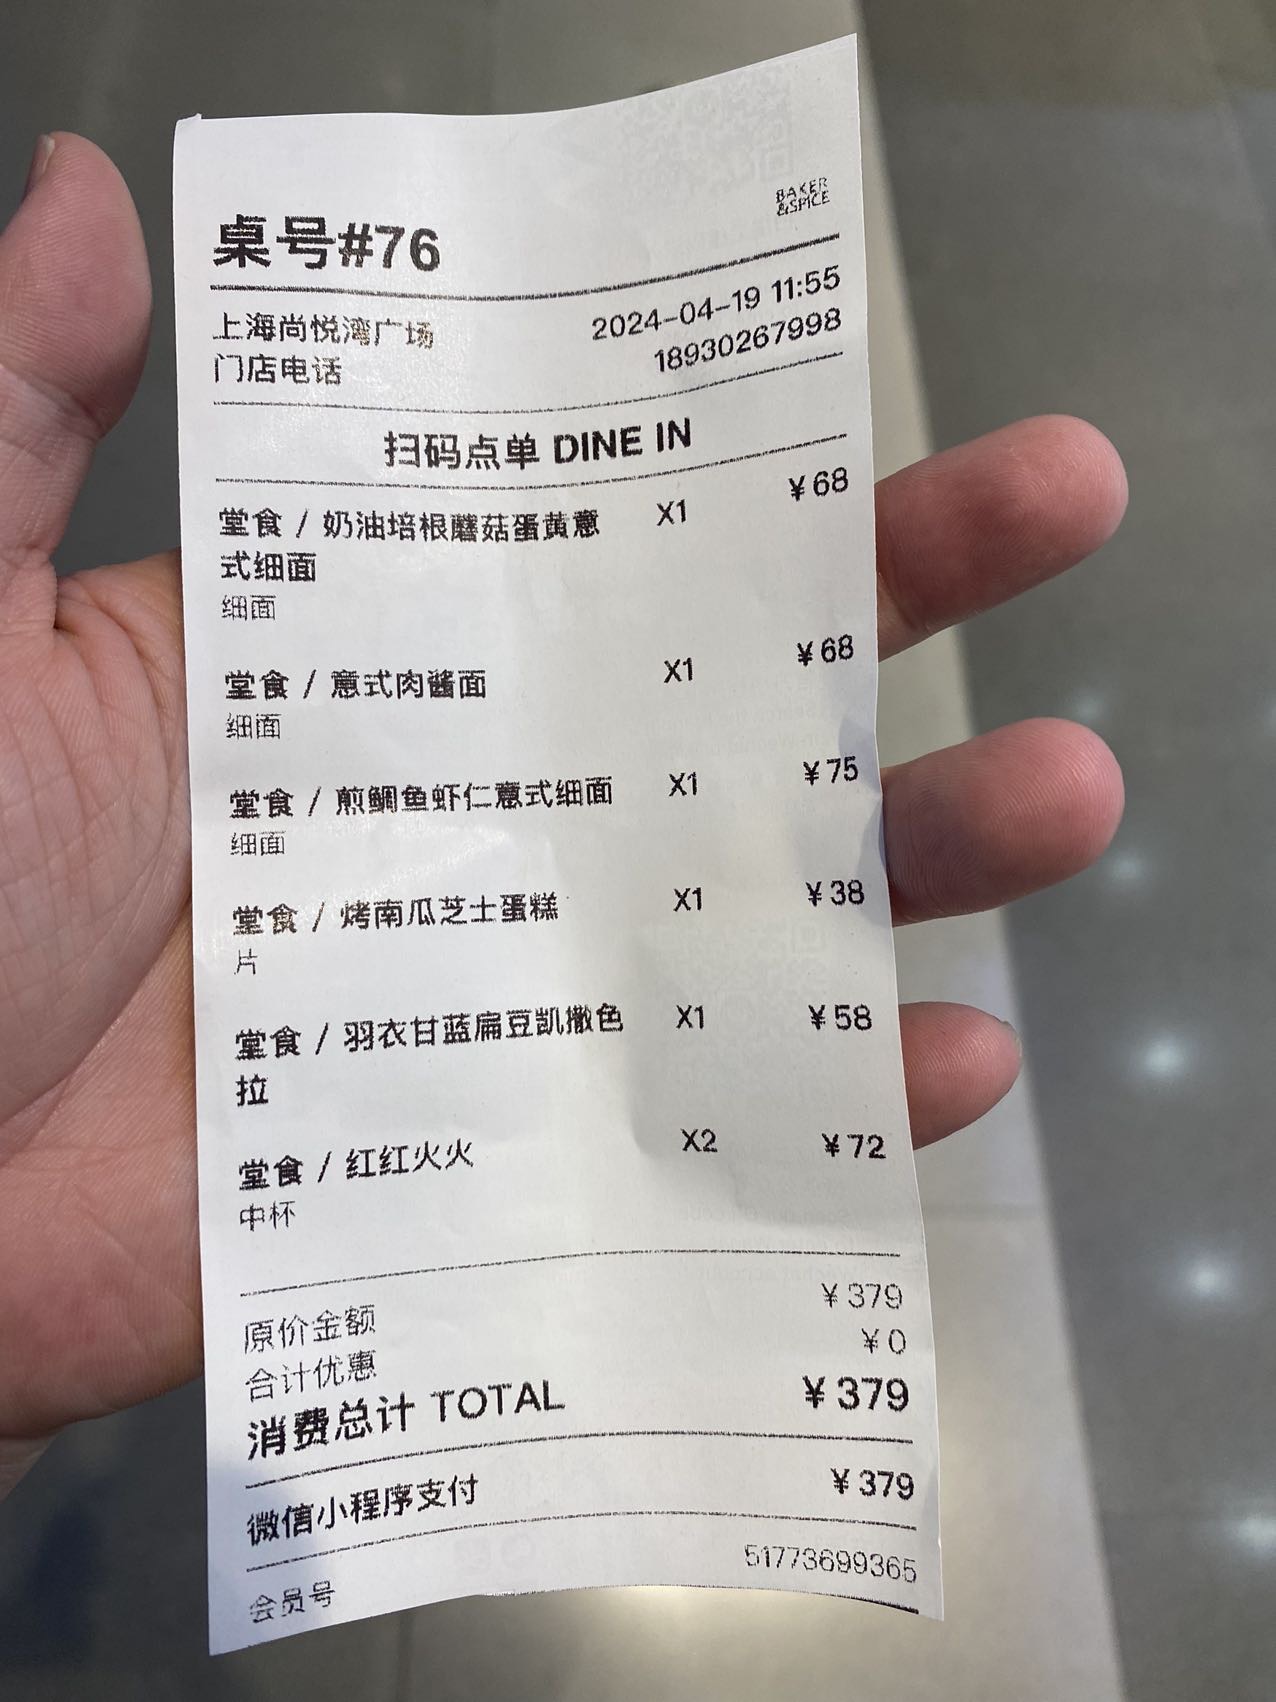 BAKER
&SPICE
桌号#76
上海尚悦湾广场 2024-04-19 11:55
门店电话 18930267998
扫码点单 DINE IN
堂食 / 奶油培根蘑菇蛋黄意 X1 ¥68
式细面
细面
堂食 / 意式肉酱面 X1 ¥68
细面
堂食 / 煎鲷鱼虾仁意式细面 X1 ¥75
细面
堂食 / 烤南瓜芝士蛋糕 X1 ¥38
片
堂食 / 羽衣甘蓝扁豆凯撒色 X1 ¥58
拉
堂食 / 红红火火 X2 ¥72
中杯
原价金额 ¥379
合计优惠 ¥0
消费总计 TOTAL ¥379
微信小程序支付 ¥379
会员号 51773699365